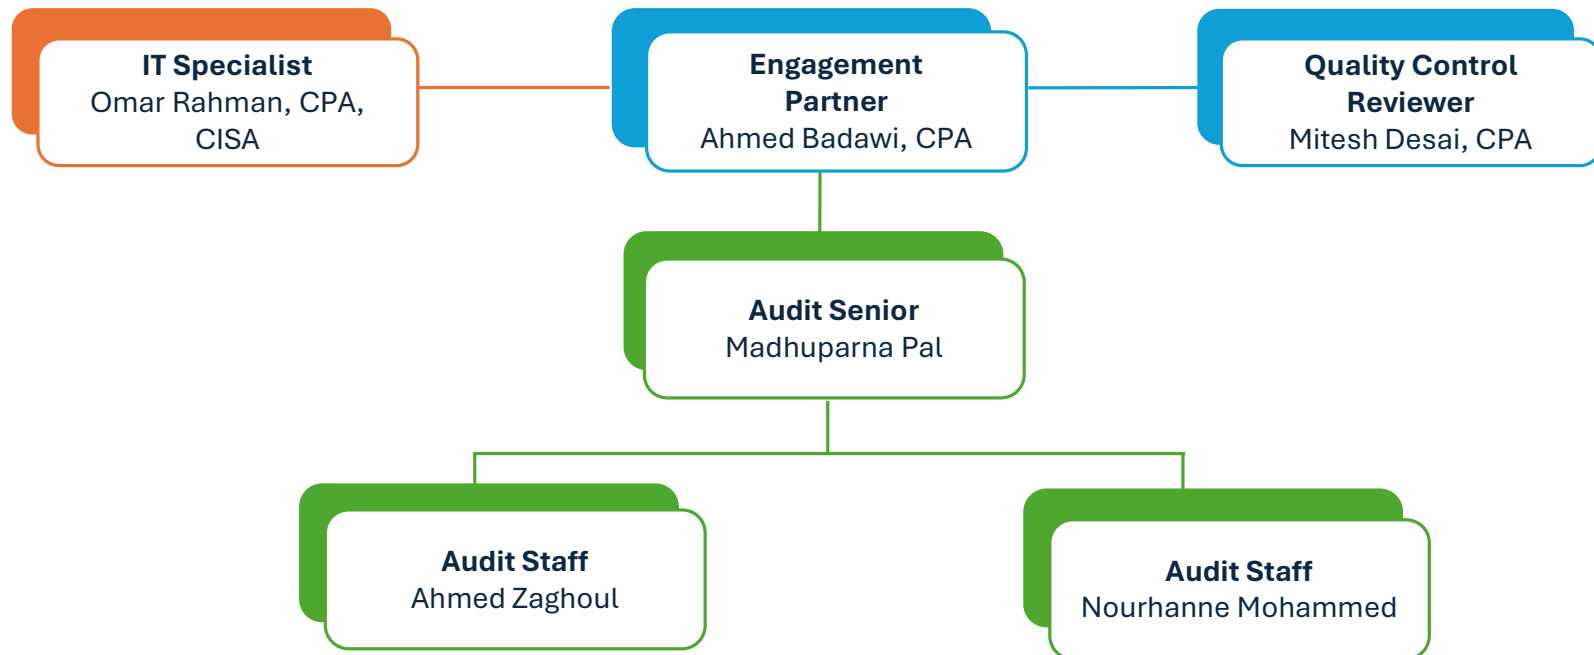 IT Specialist
Omar Rahman, CPA,
CISA
Engagement
Partner
Ahmed Badawi, CPA
Quality Control
Reviewer
Mitesh Desai, CPA
Audit Senior
Madhuparna Pal
Audit Staff
Ahmed Zaghoul
Audit Staff
Nourhanne Mohammed